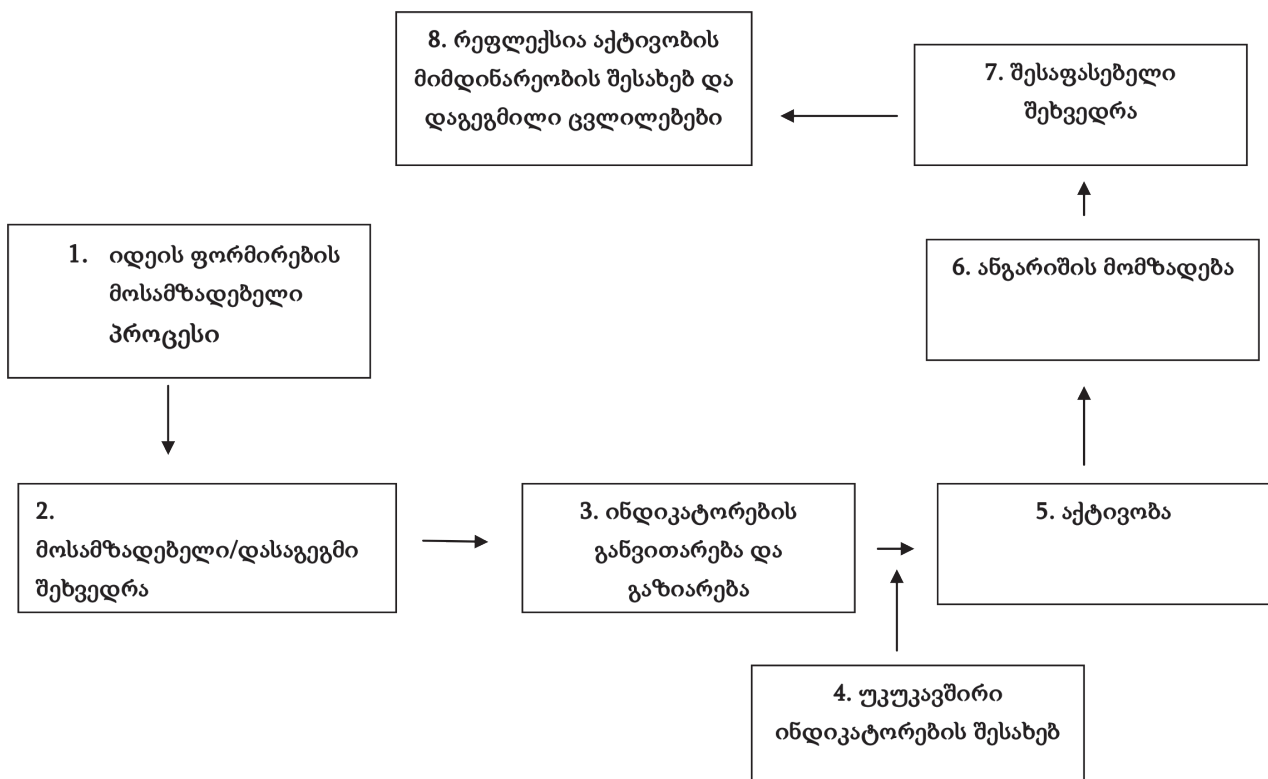 8. რეფლექსია აქტივობის
მიმდინარეობის შესახებ და
დაგეგმილი ცვლილებები
7. შესაფასებელი
შეხვედრა
1. იდეის ფორმირების
მოსამზადებელი
პროცესი
6. ანგარიშის მომზადება
2.
მოსამზადებელი/დასაგეგმი
შეხვედრა
3. ინდიკატორების
განვითარება და
გაზიარება
5. აქტივობა
4. უკუკავშირი
ინდიკატორების შესახებ